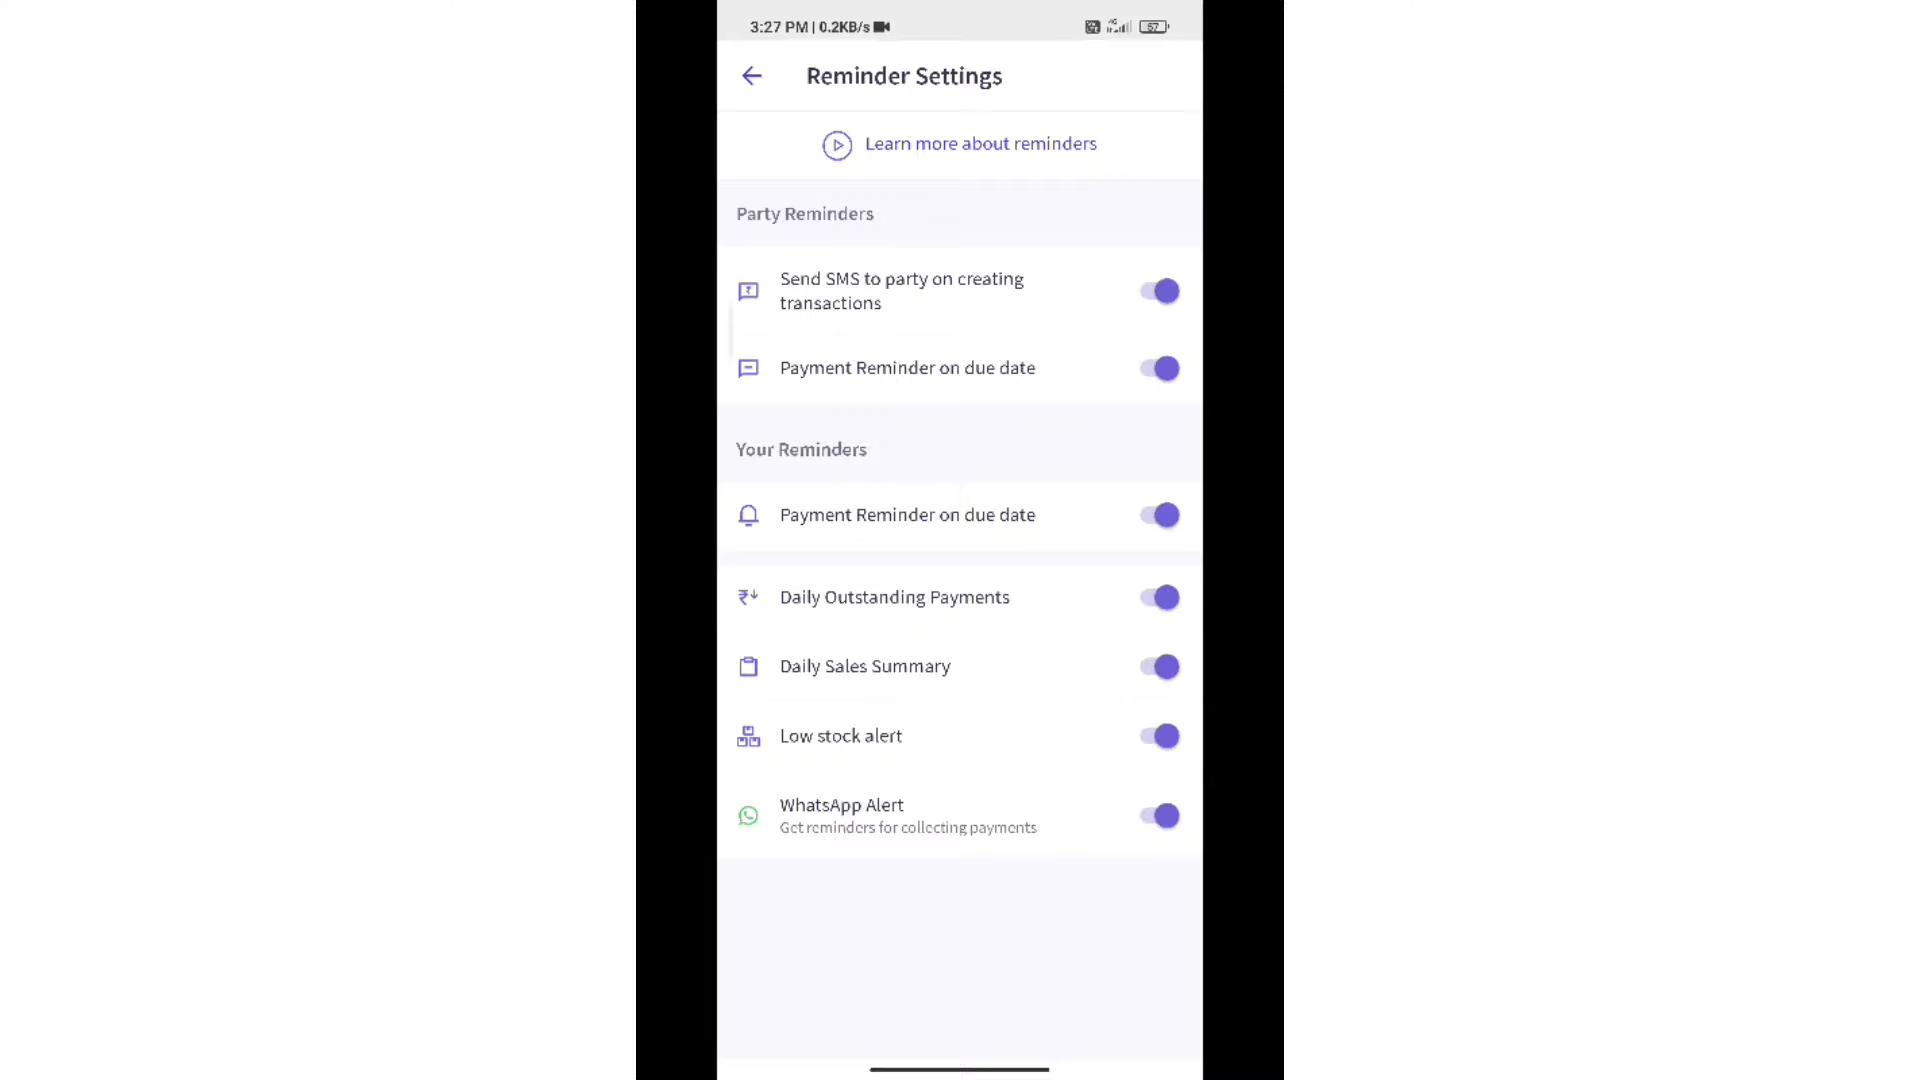 3:27 PM | 0.2KB/s
4G
57
Reminder Settings
Learn more about reminders
Party Reminders
Send SMS to party on creating
transactions
Payment Reminder on due date
Your Reminders
Payment Reminder on due date
Daily Outstanding Payments
Daily Sales Summary
Low stock alert
WhatsApp Alert
Get reminders for collecting payments